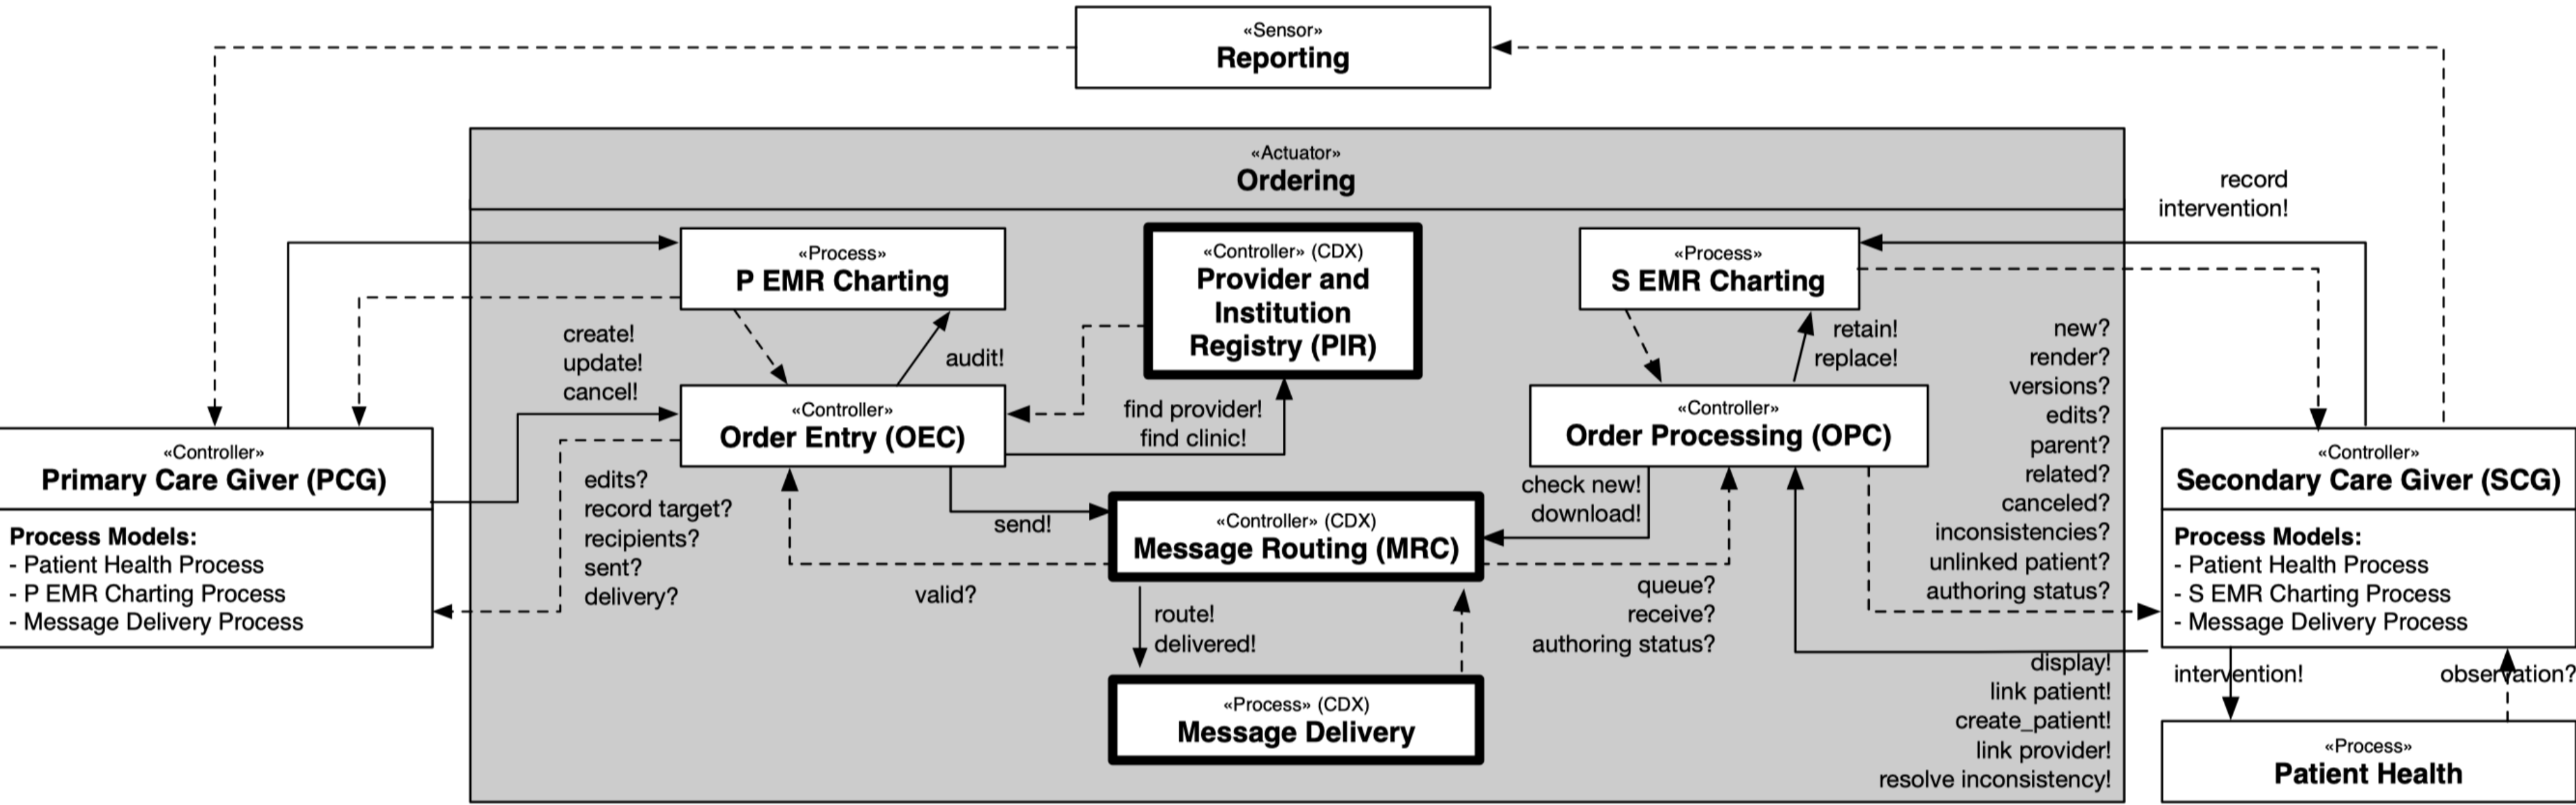 «Sensor»
Reporting
«Actuator»
Ordering
record
intervention!
«Process»
P EMR Charting
«Controller» (CDX)
Provider and
Institution
Registry (PIR)
«Process»
S EMR Charting
create!
update!
cancel!
audit!
retain!
replace!
new?
render?
versions?
edits?
parent?
related?
canceled?
inconsistencies?
unlinked patient?
authoring status?
«Controller»
Order Entry (OEC)
find provider!
find clinic!
«Controller»
Order Processing (OPC)
«Controller»
Primary Care Giver (PCG)
Process Models:
- Patient Health Process
- P EMR Charting Process
- Message Delivery Process
edits?
record target?
recipients?
sent?
delivery?
send!
valid?
«Controller» (CDX)
Message Routing (MRC)
check new!
download!
queue?
receive?
authoring status?
route!
delivered!
«Process» (CDX)
Message Delivery
«Controller»
Secondary Care Giver (SCG)
Process Models:
- Patient Health Process
- S EMR Charting Process
- Message Delivery Process
display!
link patient!
create_patient!
link provider!
resolve inconsistency!
intervention!
observation?
«Process»
Patient Health